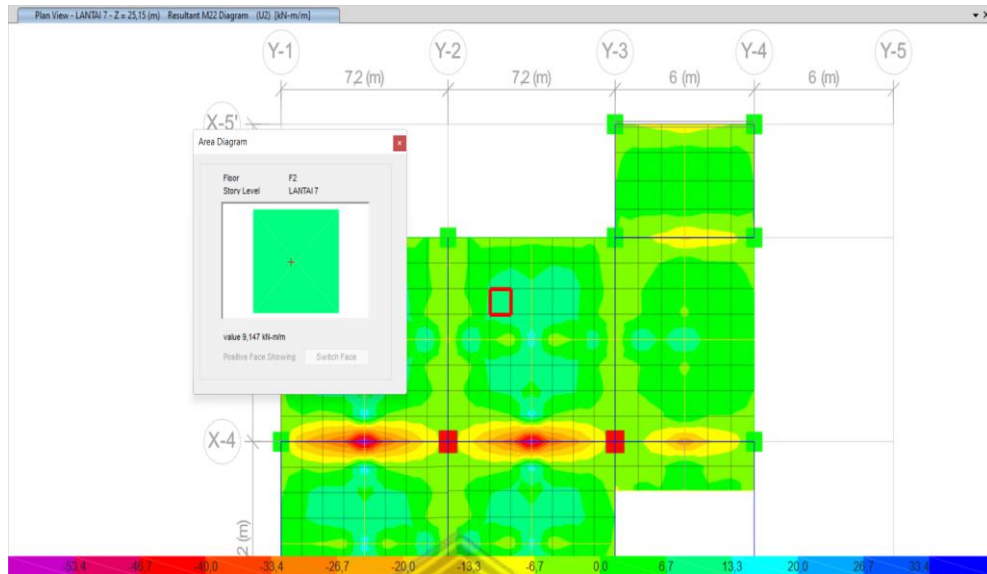 Plan View - LANTAI 7 - Z = 25,15 (m) Resultant M22 Diagram (U2) [kN-m/m]
Y-1 Y-2 Y-3 Y-4 Y-5
7,2 (m) 7,2 (m) 6 (m) 6 (m)
X-5'
Area Diagram
x
Floor F2
Story Level LANTAI 7
value 9,147 kN-m/m
Positive Face Showing Switch Face
X-4
2 (m)
-53,4 -46,7 -40,0 -33,4 -26,7 -20,0 -13,3 -6,7 0,0 6,7 13,3 20,0 26,7 33,4